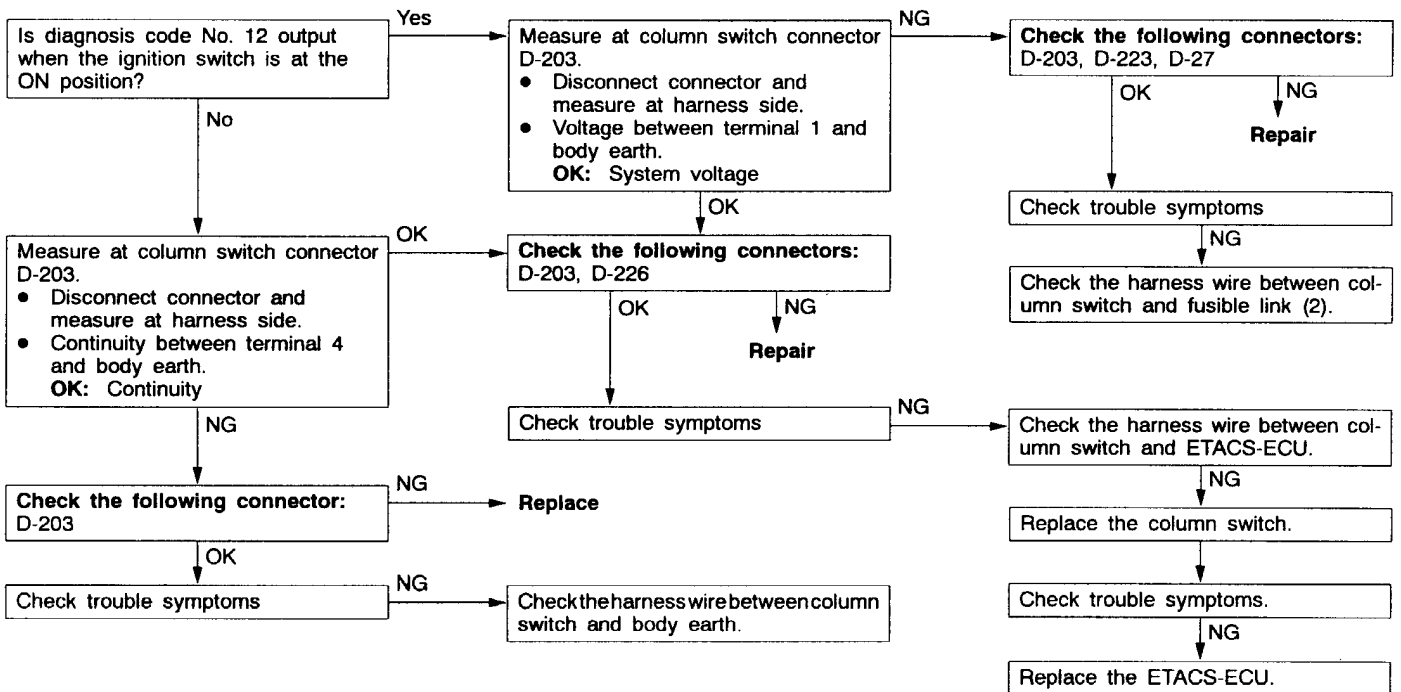 Is diagnosis code No. 12 output
when the ignition switch is at the
ON position?
Yes
No
Measure at column switch connector
D-203.
● Disconnect connector and
measure at harness side.
● Voltage between terminal 1 and
body earth.
OK: System voltage
NG
OK
Check the following connectors:
D-203, D-223, D-27
OK
NG
Repair
Check trouble symptoms
NG
Check the harness wire between col-
umn switch and fusible link (2).
Measure at column switch connector
D-203.
● Disconnect connector and
measure at harness side.
● Continuity between terminal 4
and body earth.
OK: Continuity
OK
NG
Check the following connectors:
D-203, D-226
OK
NG
Repair
Check trouble symptoms
NG
Check the harness wire between col-
umn switch and ETACS-ECU.
NG
Replace the column switch.
Check trouble symptoms.
NG
Replace the ETACS-ECU.
Check the following connector:
D-203
NG
Replace
OK
Check trouble symptoms
NG
Check the harness wire between column
switch and body earth.